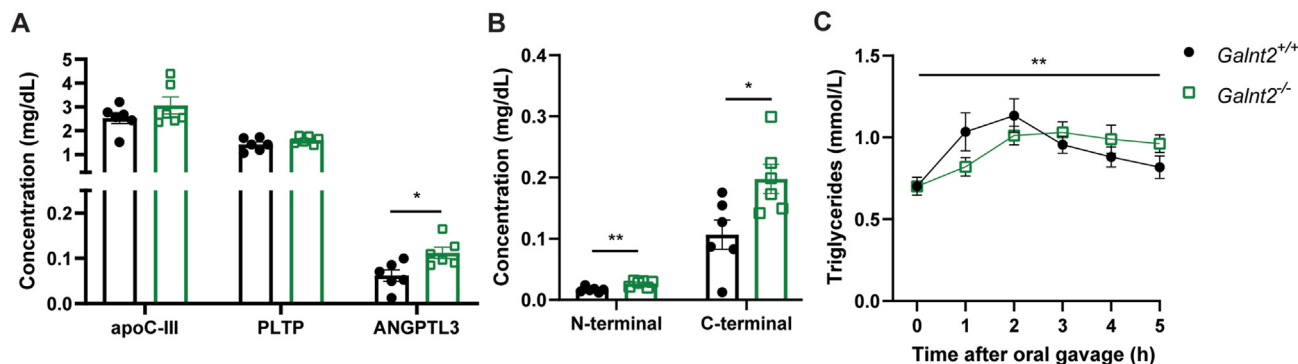 A
Concentration (mg/dL)
5
4
3
2
1
0.2
0.1
0.0
*
apoC-III
PLTP
ANGPTL3
B
Concentration (mg/dL)
0.4
0.3
0.2
0.1
0.0
**
*
N-terminal
C-terminal
C
Triglycerides (mmol/L)
1.5
1.0
0.5
0.0
**
0 1 2 3 4 5
Time after oral gavage (h)
Galnt2+/+
Galnt2-/-